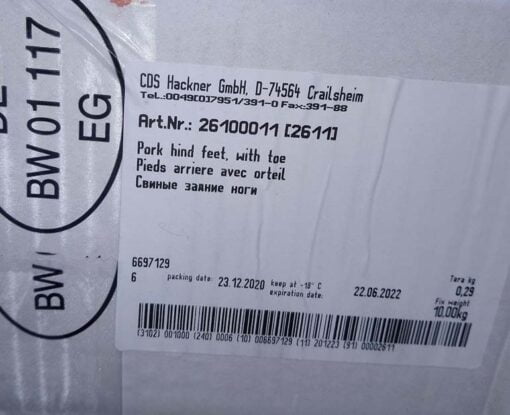 BW 01 117
EG
BW
CDS Hackner GmbH, D-74564 Crailsheim
Tel.:0049(0)7951/391-0 Fax:391-88
Art.Nr.: 26100011 [2611]
Pork hind feet, with toe
Pieds arriere avec orteil
Свиные задние ноги
6697129
6 packing date: 23.12.2020 keep at -18° C
expiration date: 22.06.2022
Tara kg
0,29
Fix weight
10.00kg
(3102) 001000 (240) 0006 (10) 006697129 (11) 201223 (91) 00002611